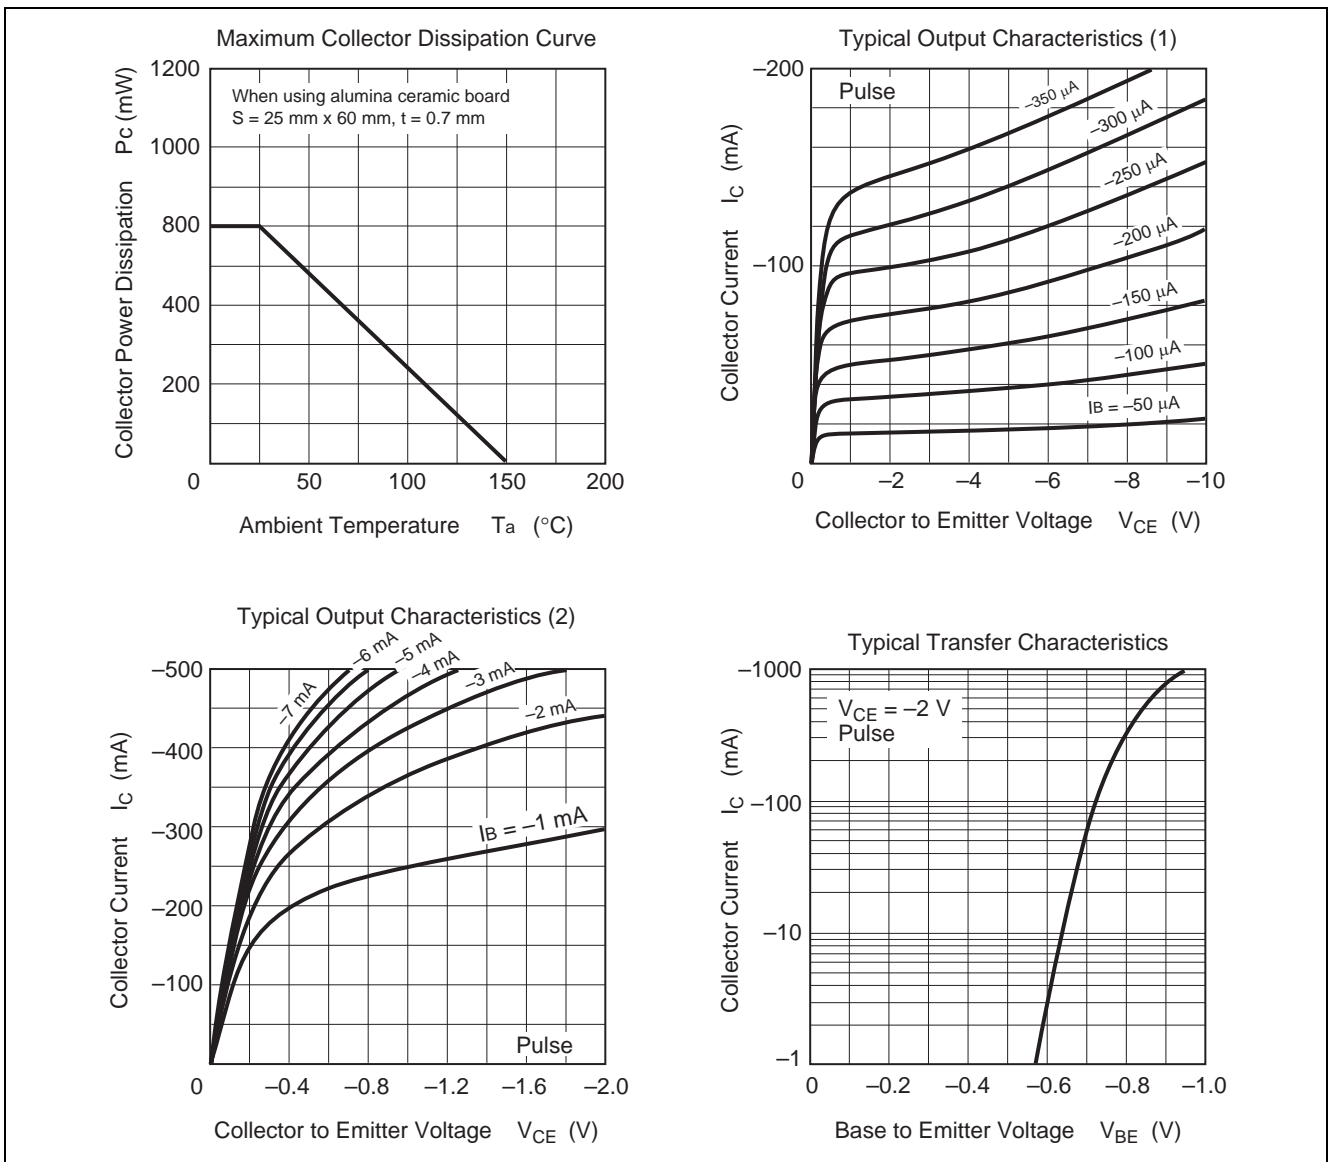 Maximum Collector Dissipation Curve
Collector Power Dissipation Pc (mW)
1200
1000
800
400
200
0
50
100
150
200
When using alumina ceramic board
S = 25 mm x 60 mm, t = 0.7 mm
Ambient Temperature Ta (°C)
Typical Output Characteristics (1)
Collector Current IC (mA)
–200
–100
0
–2
–4
–6
–8
–10
Pulse
–350 µA
–300 µA
–250 µA
–200 µA
–150 µA
–100 µA
IB = –50 µA
Collector to Emitter Voltage VCE (V)
Typical Output Characteristics (2)
Collector Current IC (mA)
–500
–400
–300
–200
–100
0
–0.4
–0.8
–1.2
–1.6
–2.0
–7 mA
–6 mA
–5 mA
–4 mA
–3 mA
–2 mA
IB = –1 mA
Pulse
Collector to Emitter Voltage VCE (V)
Typical Transfer Characteristics
Collector Current IC (mA)
–1000
–100
–10
–1
0
–0.2
–0.4
–0.6
–0.8
–1.0
VCE = –2 V
Pulse
Base to Emitter Voltage VBE (V)